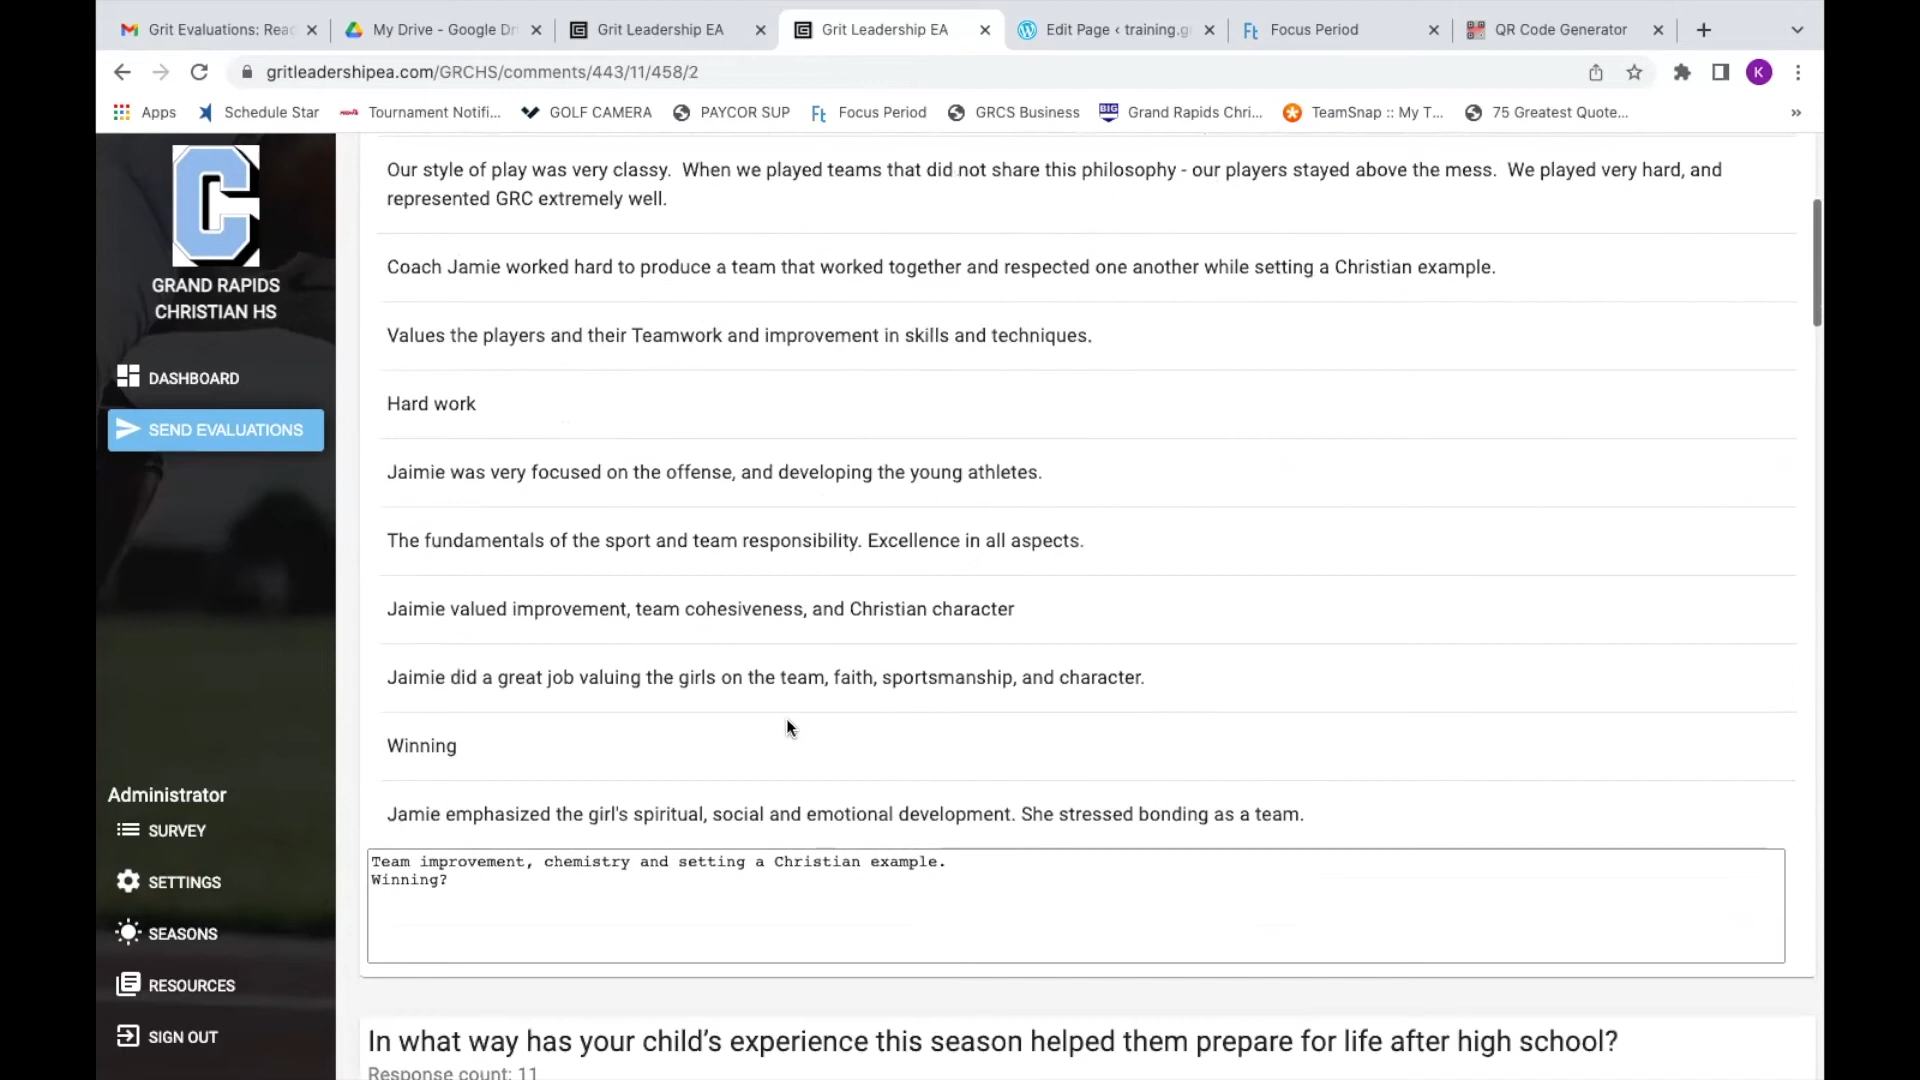 Grit Evaluations: Read
My Drive - Google Dr
Grit Leadership EA
Grit Leadership EA
Edit Page ‹ training.g
Focus Period
QR Code Generator
gritleadershipea.com/GRCHS/comments/443/11/458/2
K
Apps
Schedule Star
Tournament Notifi...
GOLF CAMERA
PAYCOR SUP
Focus Period
GRCS Business
Grand Rapids Chri...
TeamSnap :: My T...
75 Greatest Quote...
»
C
GRAND RAPIDS
CHRISTIAN HS
DASHBOARD
SEND EVALUATIONS
Administrator
SURVEY
SETTINGS
SEASONS
RESOURCES
SIGN OUT
Our style of play was very classy.  When we played teams that did not share this philosophy - our players stayed above the mess.  We played very hard, and
represented GRC extremely well.
Coach Jamie worked hard to produce a team that worked together and respected one another while setting a Christian example.
Values the players and their Teamwork and improvement in skills and techniques.
Hard work
Jaimie was very focused on the offense, and developing the young athletes.
The fundamentals of the sport and team responsibility. Excellence in all aspects.
Jaimie valued improvement, team cohesiveness, and Christian character
Jaimie did a great job valuing the girls on the team, faith, sportsmanship, and character.
Winning
Jamie emphasized the girl's spiritual, social and emotional development. She stressed bonding as a team.
Team improvement, chemistry and setting a Christian example.
Winning?
In what way has your child’s experience this season helped them prepare for life after high school?
Response count: 11